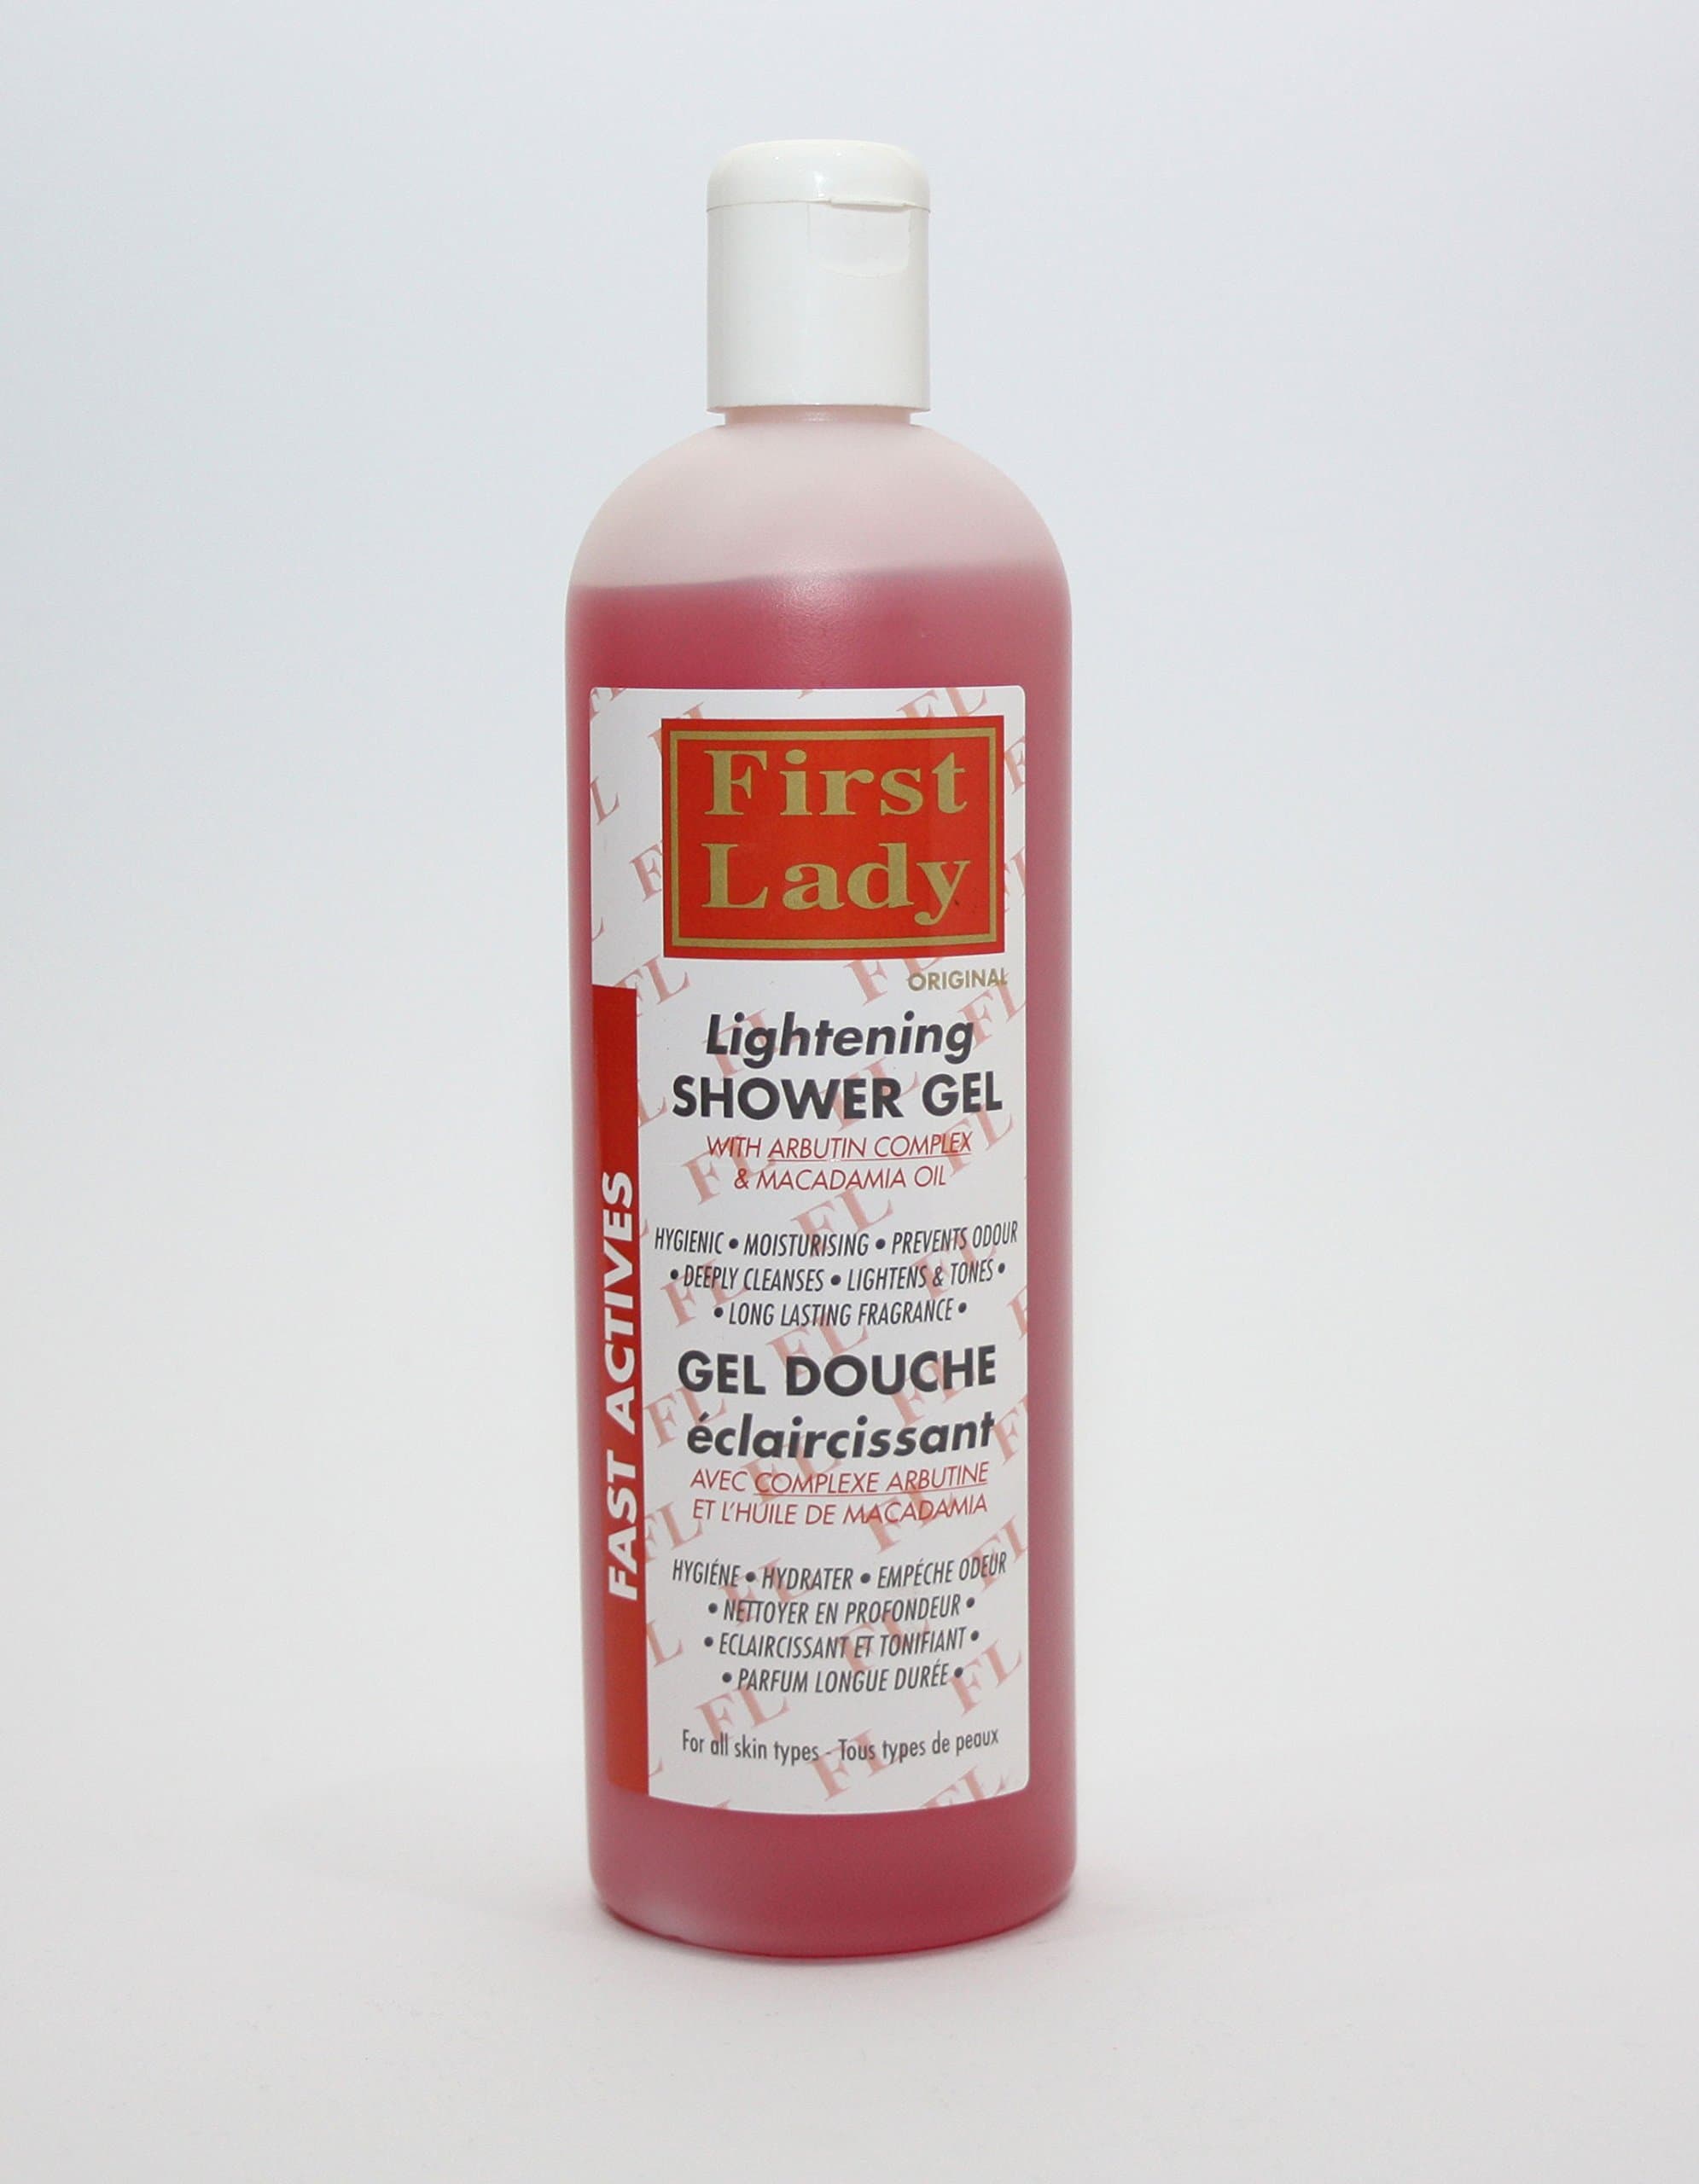 First
Lady
ORIGINAL
Lightening
SHOWER GEL
WITH ARBUTIN COMPLEX
& MACADAMIA OIL
HYGIENIC • MOISTURISING • PREVENTS ODOUR
• DEEPLY CLEANSES • LIGHTENS & TONES •
• LONG LASTING FRAGRANCE •
GEL DOUCHE
éclaircissant
AVEC COMPLEXE ARBUTINE
ET L'HUILE DE MACADAMIA
HYGIÉNE • HYDRATER • EMPÉCHE ODEUR
• NETTOYER EN PROFONDEUR •
• ECLAIRCISSANT ET TONIFIANT •
• PARFUM LONGUE DURÉE •
For all skin types - Tous types de peaux
FAST ACTIVES